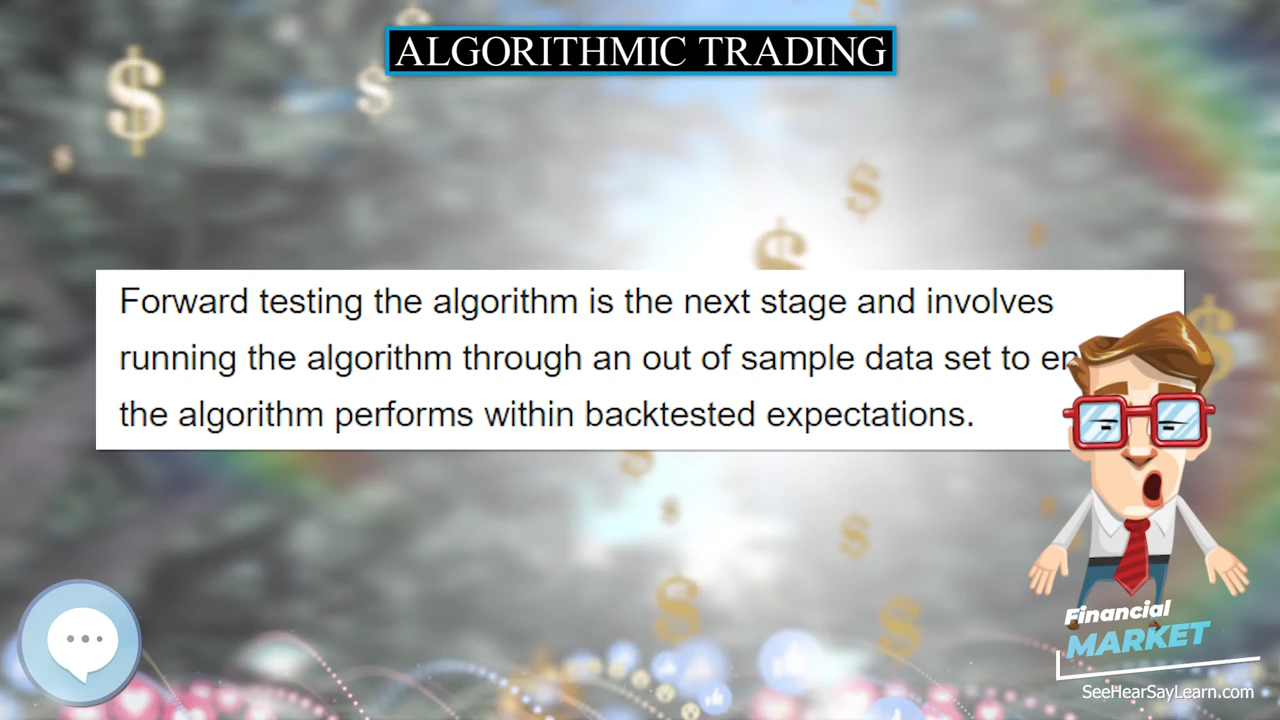 ALGORITHMIC TRADING
Forward testing the algorithm is the next stage and involves
running the algorithm through an out of sample data set to
the algorithm performs within backtested expectations.
Financial
MARKET
SeeHearSayLearn.com